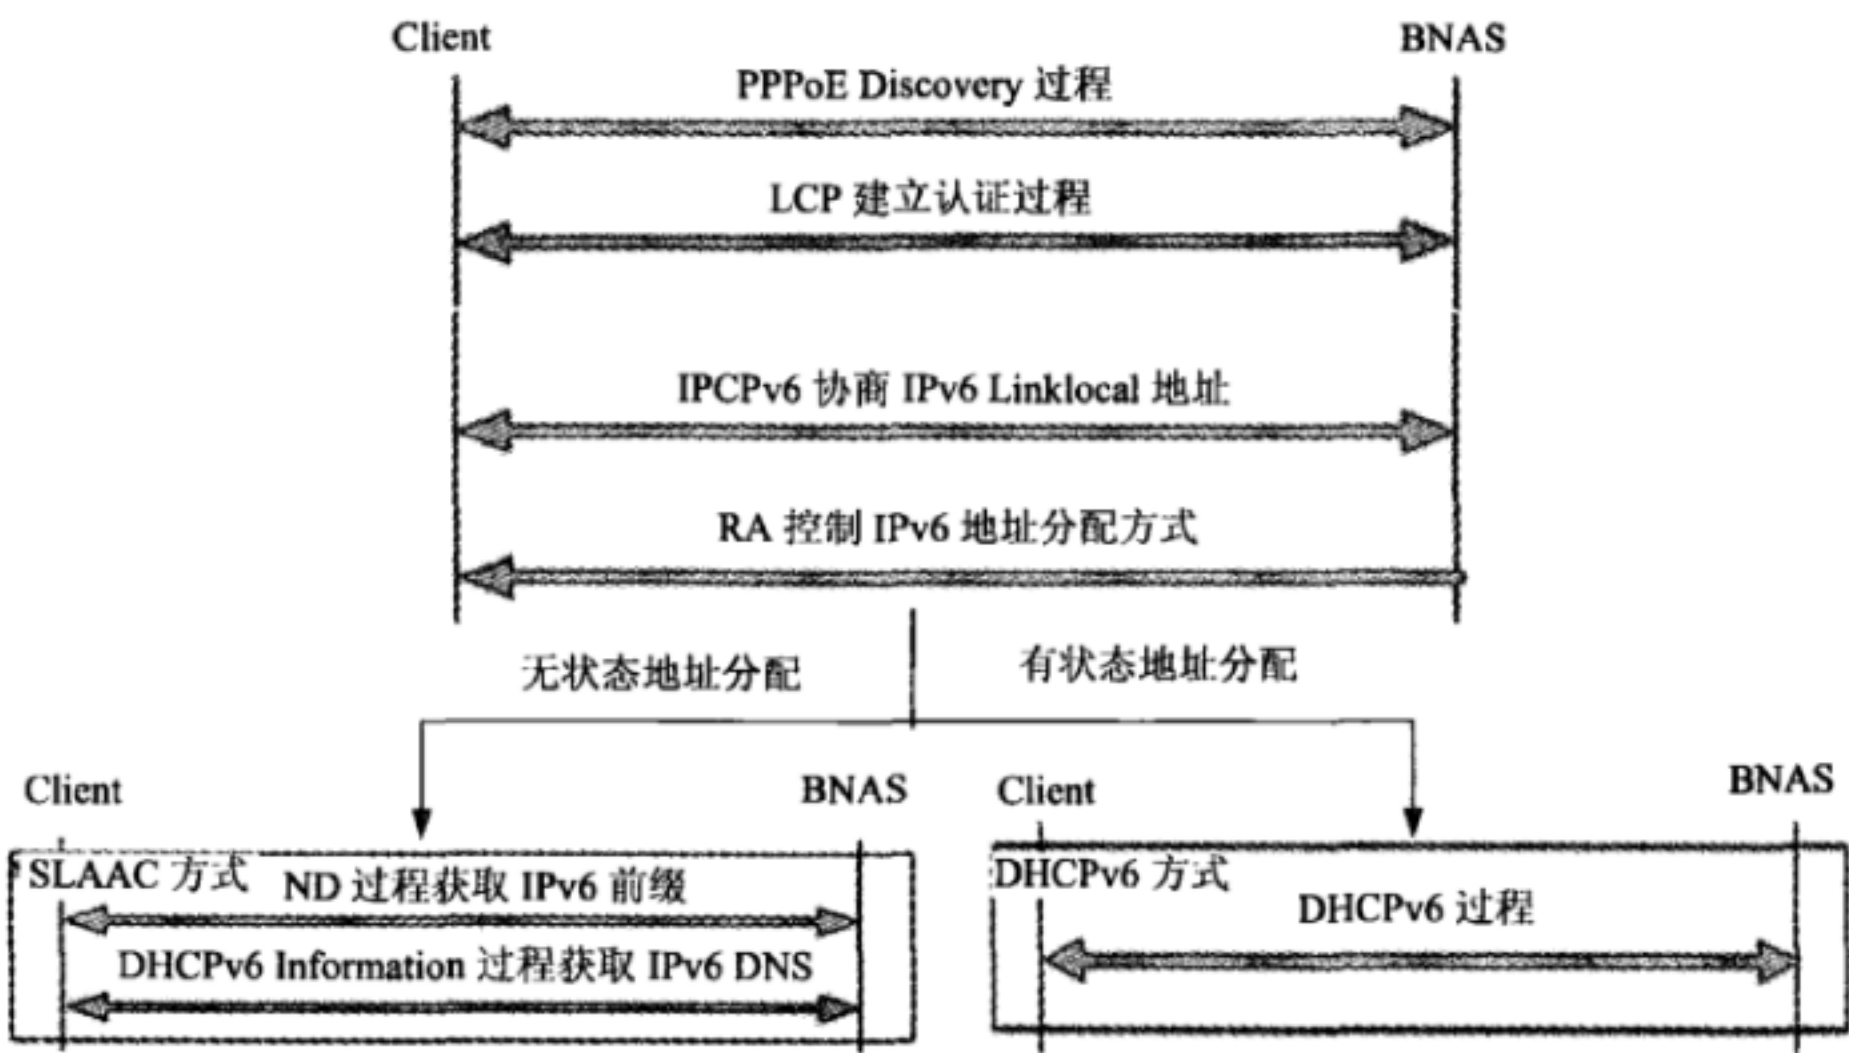 Client
BNAS
PPPoE Discovery 过程
LCP 建立认证过程
IPCPv6 协商 IPv6 Linklocal 地址
RA 控制 IPv6 地址分配方式
无状态地址分配
有状态地址分配
Client
BNAS
SLAAC 方式
ND 过程获取 IPv6 前缀
DHCPv6 Information 过程获取 IPv6 DNS
Client
BNAS
DHCPv6 方式
DHCPv6 过程